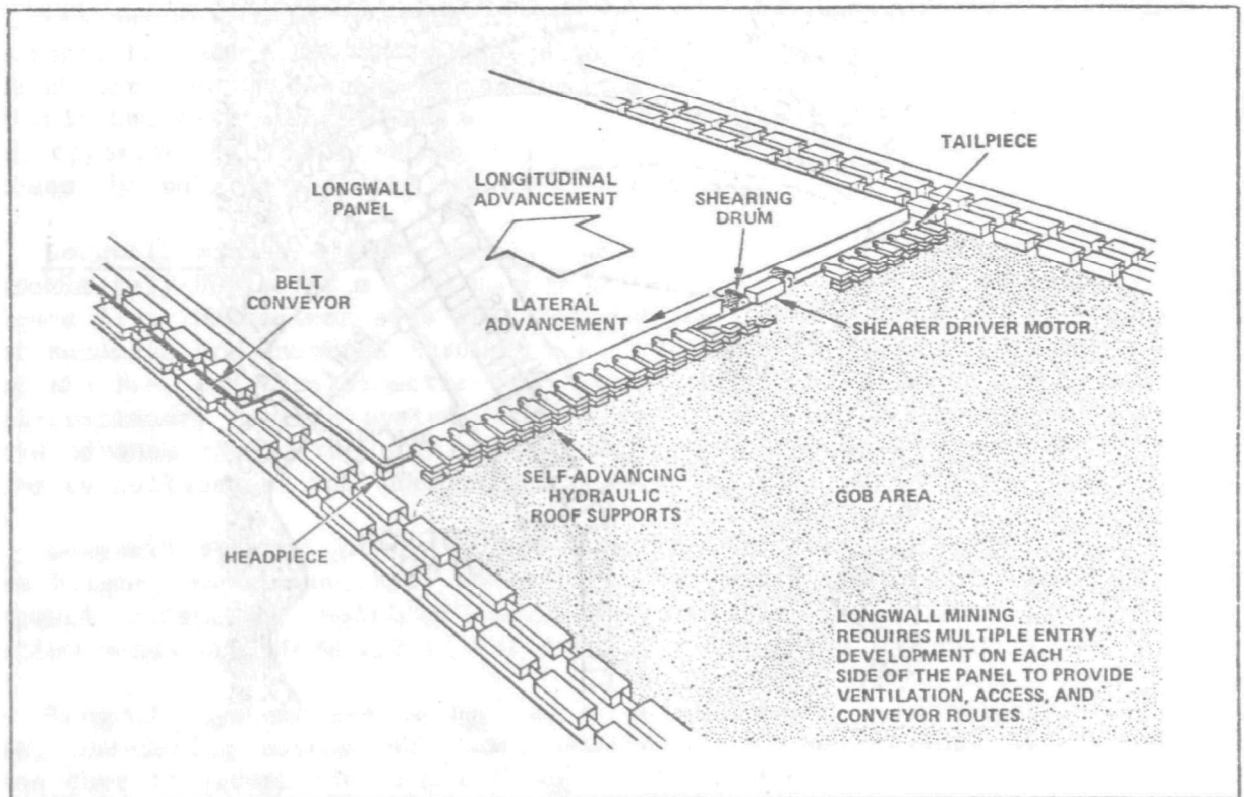 TAILPIECE
LONGWALL
PANEL
LONGITUDINAL
ADVANCEMENT
SHEARING
DRUM
BELT
CONVEYOR
LATERAL
ADVANCEMENT
SHEARER DRIVER MOTOR
SELF-ADVANCING
HYDRAULIC
ROOF SUPPORTS
GOB AREA
HEADPIECE
LONGWALL MINING
REQUIRES MULTIPLE ENTRY
DEVELOPMENT ON EACH
SIDE OF THE PANEL TO PROVIDE
VENTILATION, ACCESS, AND
CONVEYOR ROUTES.